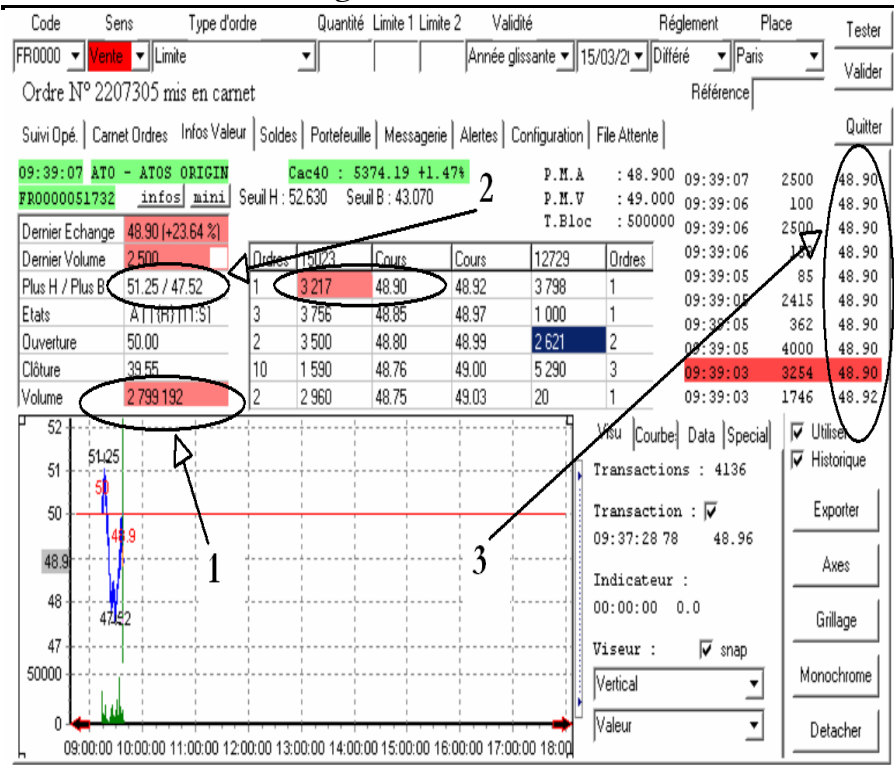 Code Sens Type d'ordre Quantité Limite 1 Limite 2 Validité Réglement Place Tester
FR0000 Vente Limite Année glissante 15/03/2 Différé Paris
Valider
Ordre N° 2207305 mis en carnet Référence
Quitter
Suivi Opé. Carnet Ordres Infos Valeur Soldes Portefeuille Messagerie Alertes Configuration File Attente
09:39:07 ATO - ATOS ORIGIN Cac40 : 5374.19 +1.47% P.M.A : 48.900
FR0000051732 infos mini Seuil H : 52.630 Seuil B : 43.070 P.M.V : 49.000
T.Bloc : 500000
2
Dernier Echange 48.90 (+23.64 %)
Dernier Volume 2 500
Plus H / Plus B 51.25 / 47.52
Etats
Ouverture 50.00
Clôture 39.55
Volume 2 799 192
Ordres 15023 Cours Cours 12729 Ordres
1 3 217 48.90 48.92 3 798 1
3 3 756 48.85 48.97 1 000 1
2 3 500 48.80 48.99 2 621 2
10 1 590 48.76 49.00 5 290 3
2 2 960 48.75 49.03 20 1
09:39:07 2500 48.90
09:39:06 100 48.90
09:39:06 2500 48.90
09:39:06 48.90
09:39:05 85 48.90
09:39:05 2415 48.90
09:39:05 362 48.90
09:39:05 4000 48.90
09:39:03 3254 48.90
09:39:03 1746 48.92
52
51.25
51
50
50
48.9
48.9
48
47.52
47
50000
0
09:00:00 10:00:00 11:00:00 12:00:00 13:00:00 14:00:00 15:00:00 16:00:00 17:00:00 18:00
1
3
Visu Courbe Data Special
Transactions : 4136
Transaction :
09:37:28 78 48.96
Indicateur :
00:00:00 0.0
Viseur : snap
Vertical
Valeur
Utiliser
Historique
Exporter
Axes
Grillage
Monochrome
Detacher